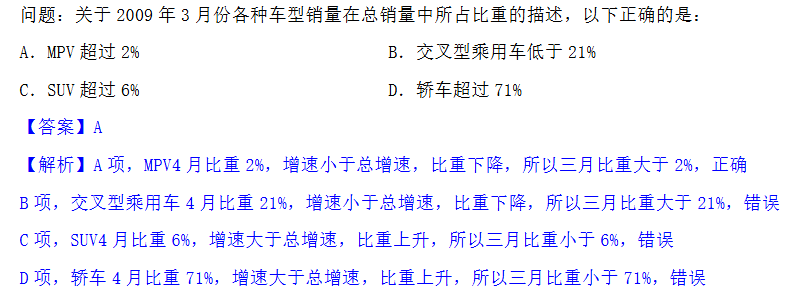 问题：关于 2009 年 3 月份各种车型销量在总销量中所占比重的描述，以下正确的是：
A．MPV 超过 2% B．交叉型乘用车低于 21%
C．SUV 超过 6% D．轿车超过 71%
【答案】A
【解析】A 项，MPV4 月比重 2%，增速小于总增速，比重下降，所以三月比重大于 2%，正确
B 项，交叉型乘用车 4 月比重 21%，增速小于总增速，比重下降，所以三月比重大于 21%，错误
C 项，SUV4 月比重 6%，增速大于总增速，比重上升，所以三月比重小于 6%，错误
D 项，轿车 4 月比重 71%，增速大于总增速，比重上升，所以三月比重小于 71%，错误